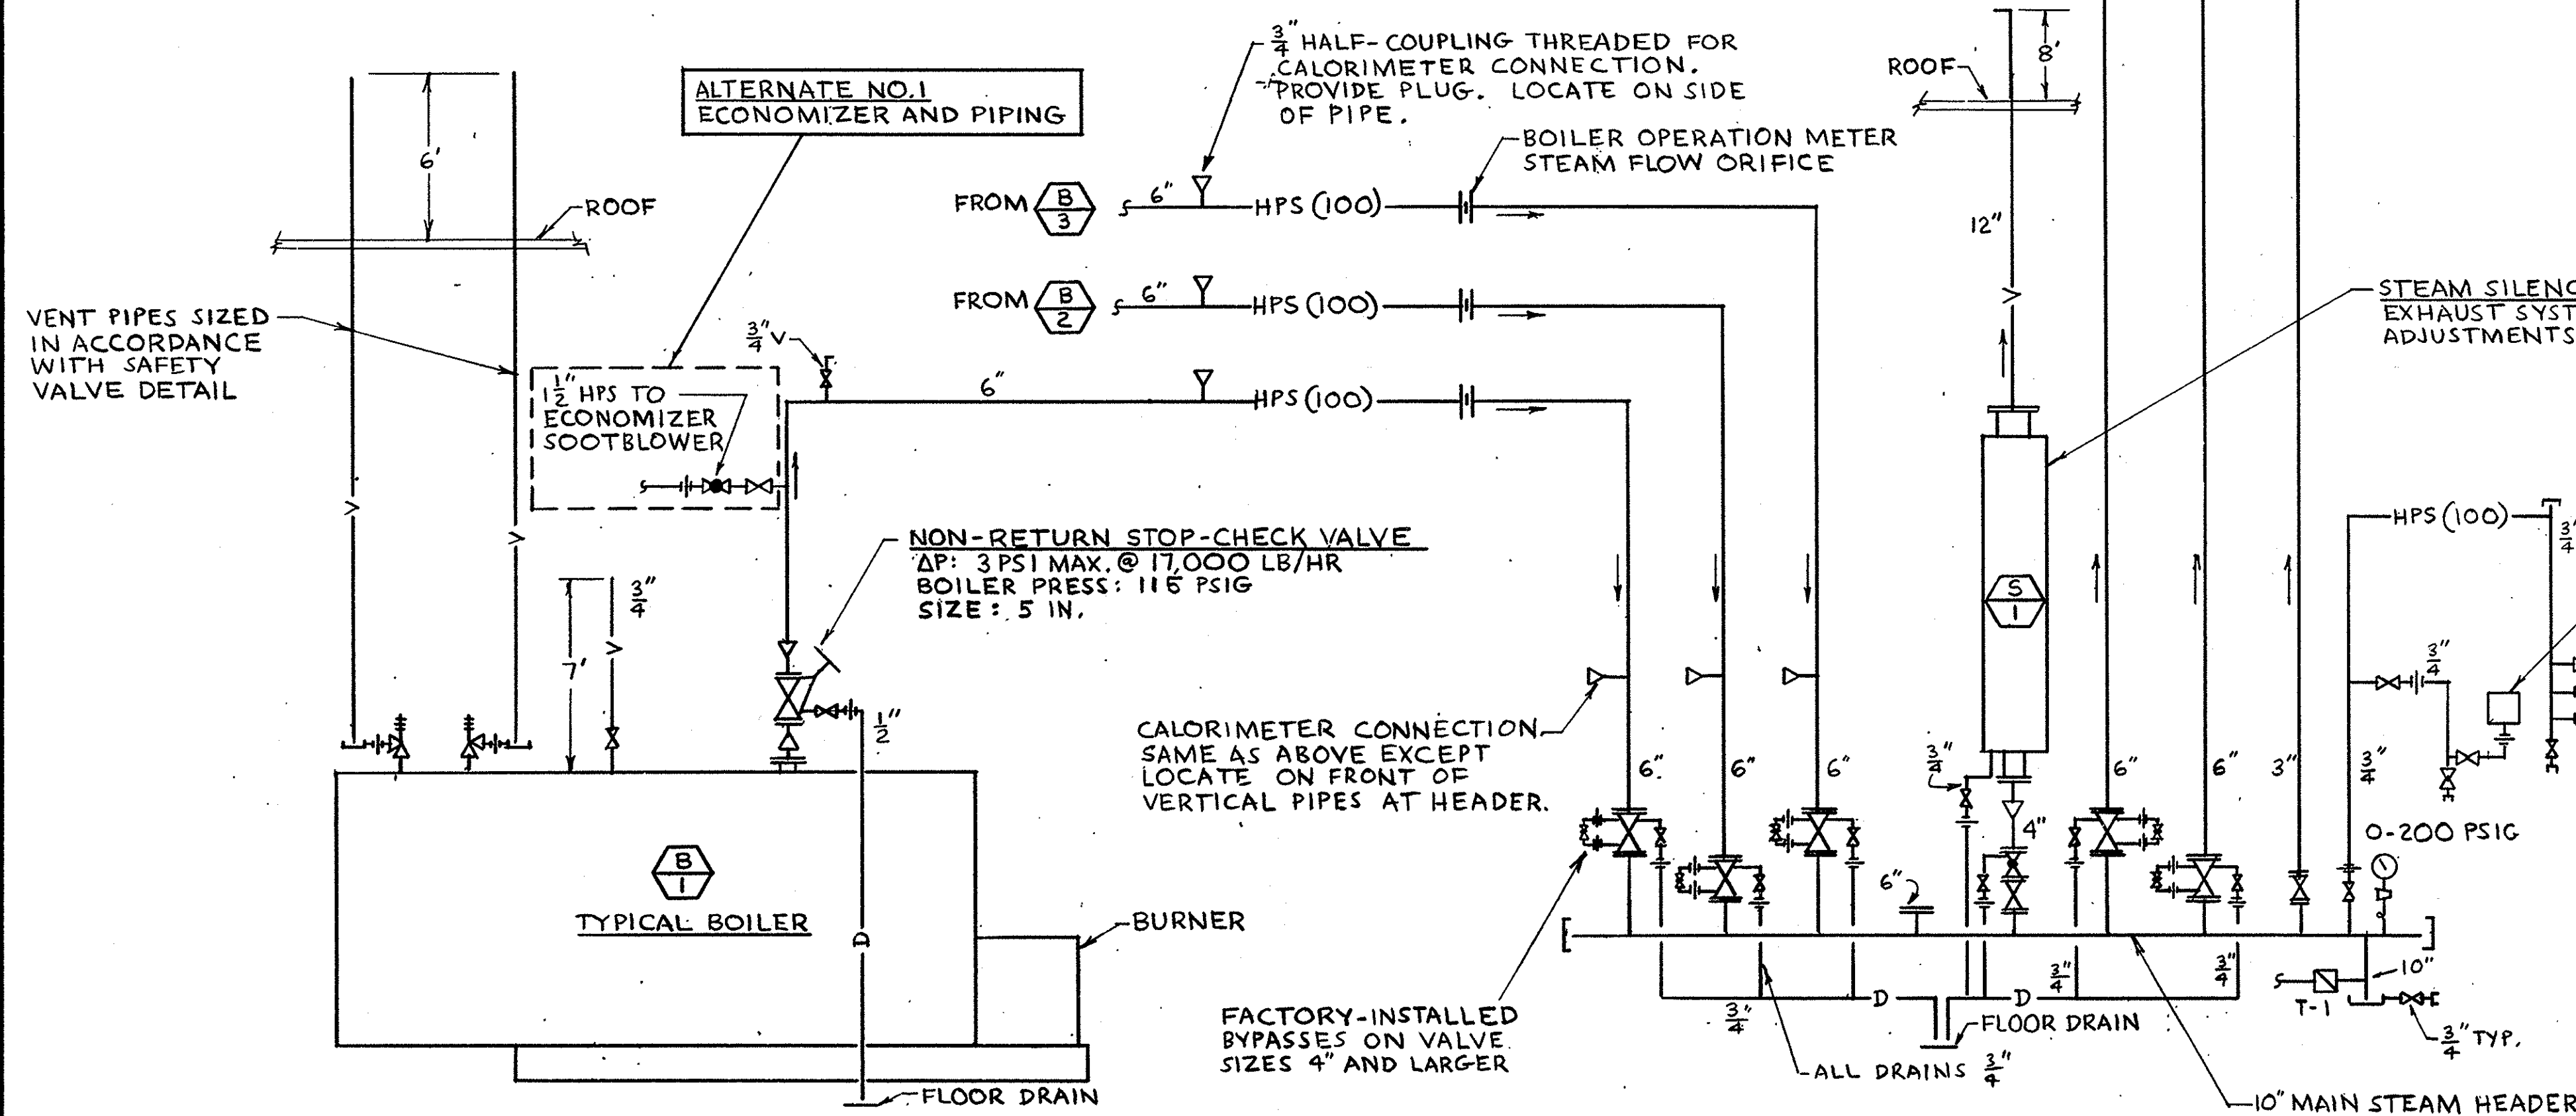 3/4" HALF-COUPLING THREADED FOR
CALORIMETER CONNECTION.
PROVIDE PLUG. LOCATE ON SIDE
OF PIPE.
8'
ROOF
ALTERNATE NO.1
ECONOMIZER AND PIPING
BOILER OPERATION METER
STEAM FLOW ORIFICE
6'
ROOF
FROM B 3
6"
HPS (100)
12"
FROM B 2
6"
HPS (100)
STEAM SILENC
EXHAUST SYST
ADJUSTMENTS
VENT PIPES SIZED
IN ACCORDANCE
WITH SAFETY
VALVE DETAIL
3/4" V
1 1/2" HPS TO
ECONOMIZER
SOOTBLOWER
6"
HPS (100)
V
V
V
V
NON-RETURN STOP-CHECK VALVE
ΔP: 3 PSI MAX. @ 17,000 LB/HR
BOILER PRESS: 115 PSIG
SIZE: 5 IN.
HPS (100)
3/4"
S 1
3/4"
7'
3/4"
1/2"
CALORIMETER CONNECTION
SAME AS ABOVE EXCEPT
LOCATE ON FRONT OF
VERTICAL PIPES AT HEADER.
6"
6"
6"
3/4"
4"
6"
6"
3"
3/4"
0-200 PSIG
B 1
TYPICAL BOILER
BURNER
D
6"
10"
T-1
3/4" TYP.
FACTORY-INSTALLED
BYPASSES ON VALVE
SIZES 4" AND LARGER
3/4"
D
D
3/4"
3/4"
FLOOR DRAIN
ALL DRAINS 3/4"
FLOOR DRAIN
10" MAIN STEAM HEADER